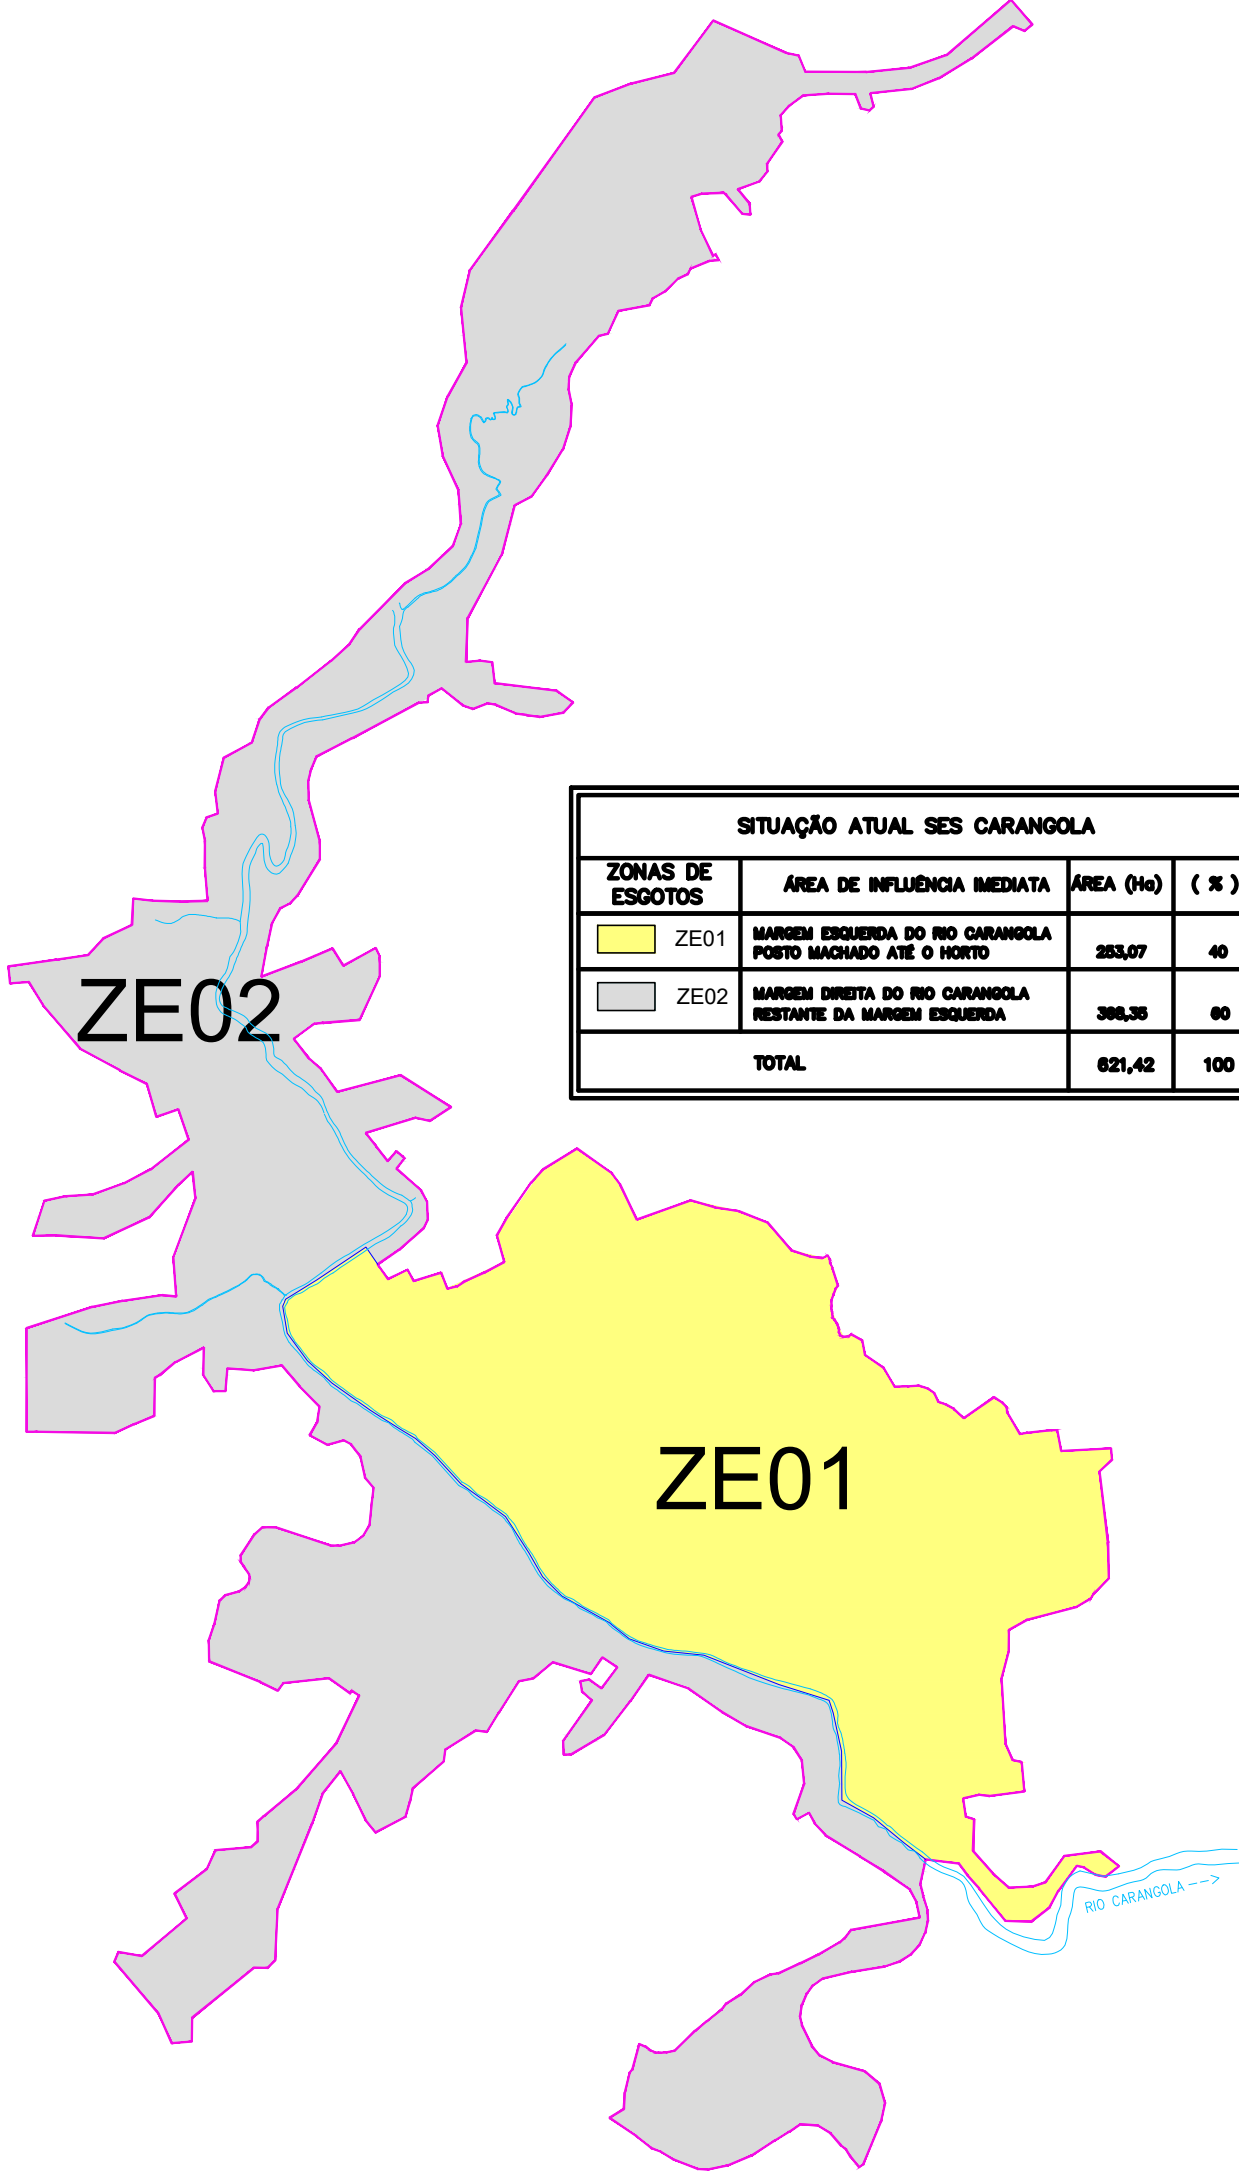 SITUAÇÃO ATUAL SES CARANGOLA
ZONAS DE ESGOTOS
ÁREA DE INFLUÊNCIA IMEDIATA
ÁREA (Ha)
( % )
ZE01
MARGEM ESQUERDA DO RIO CARANGOLA
POSTO MACHADO ATÉ O HORTO
253,07
40
ZE02
MARGEM DIREITA DO RIO CARANGOLA
RESTANTE DA MARGEM ESQUERDA
368,35
60
TOTAL
621,42
100
ZE02
ZE01
RIO CARANGOLA -->